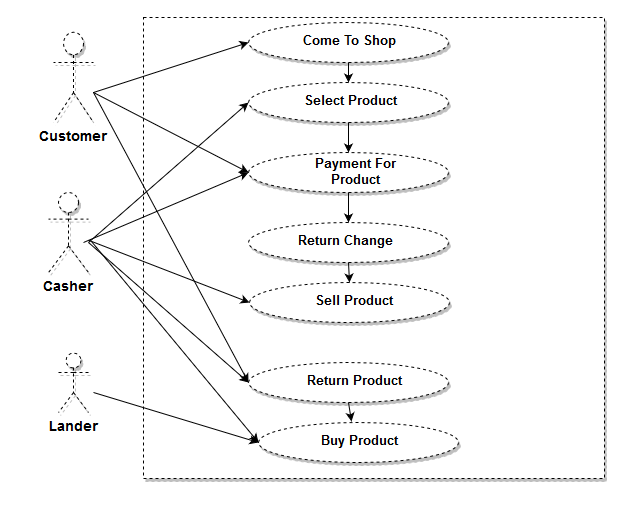 Come To Shop
Customer
Select Product
Payment For
Product
Casher
Return Change
Sell Product
Lander
Return Product
Buy Product